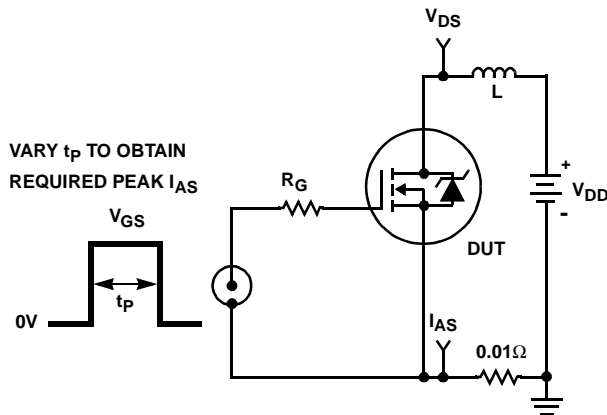 V_DS
L
VARY t_P TO OBTAIN
REQUIRED PEAK I_AS
R_G
+
V_DD
-
V_GS
DUT
t_P
0V
I_AS
0.01Ω